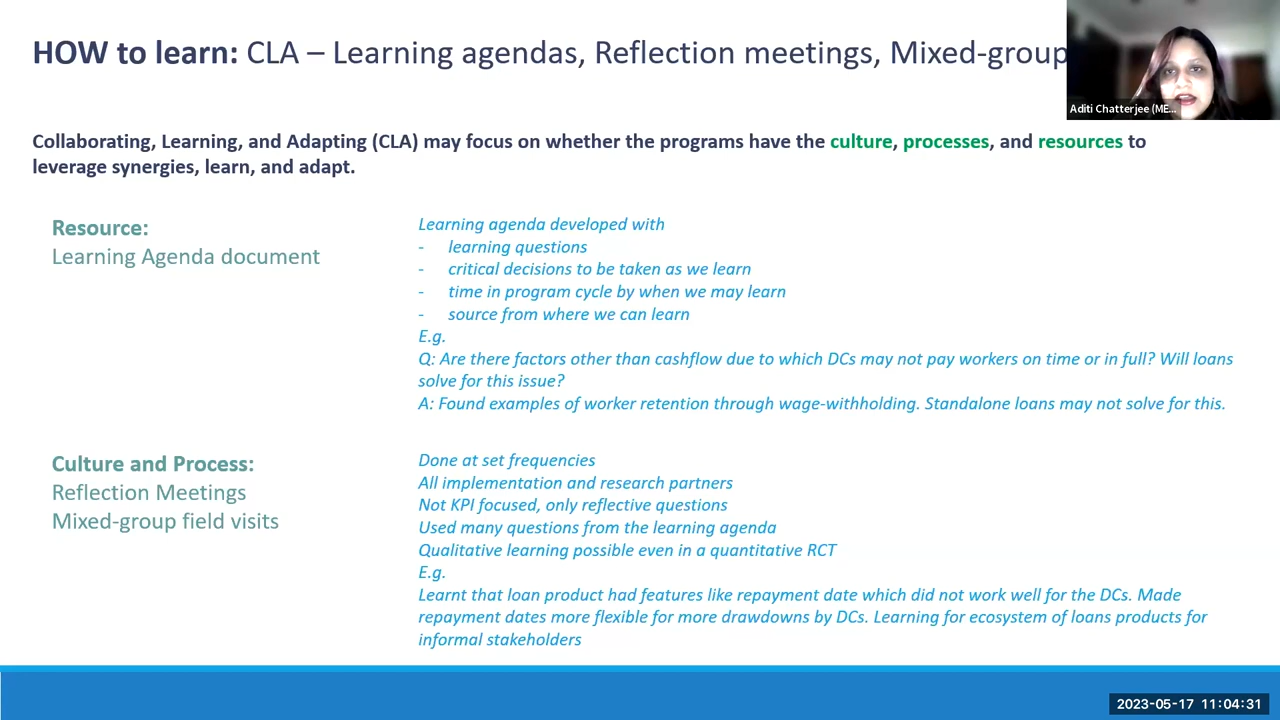 HOW to learn: CLA – Learning agendas, Reflection meetings, Mixed-group
Aditi Chatterjee (ME...
Collaborating, Learning, and Adapting (CLA) may focus on whether the programs have the culture, processes, and resources to
leverage synergies, learn, and adapt.
Resource:
Learning Agenda document
Learning agenda developed with
- learning questions
- critical decisions to be taken as we learn
- time in program cycle by when we may learn
- source from where we can learn
E.g.
Q: Are there factors other than cashflow due to which DCs may not pay workers on time or in full? Will loans
solve for this issue?
A: Found examples of worker retention through wage-withholding. Standalone loans may not solve for this.
Culture and Process:
Reflection Meetings
Mixed-group field visits
Done at set frequencies
All implementation and research partners
Not KPI focused, only reflective questions
Used many questions from the learning agenda
Qualitative learning possible even in a quantitative RCT
E.g.
Learnt that loan product had features like repayment date which did not work well for the DCs. Made
repayment dates more flexible for more drawdowns by DCs. Learning for ecosystem of loans products for
informal stakeholders
2023-05-17 11:04:31